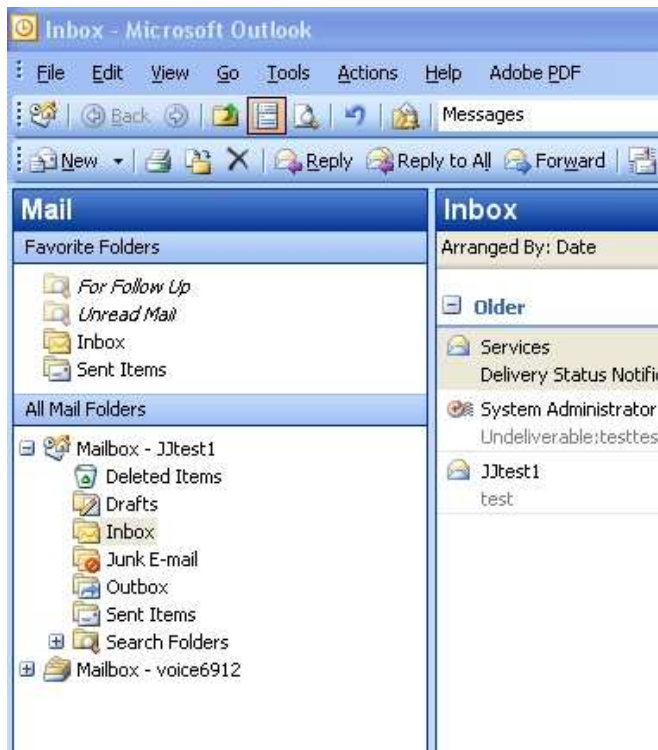 Inbox - Microsoft Outlook
File Edit View Go Tools Actions Help Adobe PDF
Back Messages
New Reply Reply to All Forward
Mail
Favorite Folders
For Follow Up
Unread Mail
Inbox
Sent Items
All Mail Folders
Mailbox - JJtest1
Deleted Items
Drafts
Inbox
Junk E-mail
Outbox
Sent Items
Search Folders
Mailbox - voice6912
Inbox
Arranged By: Date
Older
Services
Delivery Status Notific
System Administrator
Undeliverable:testtes
JJtest1
test